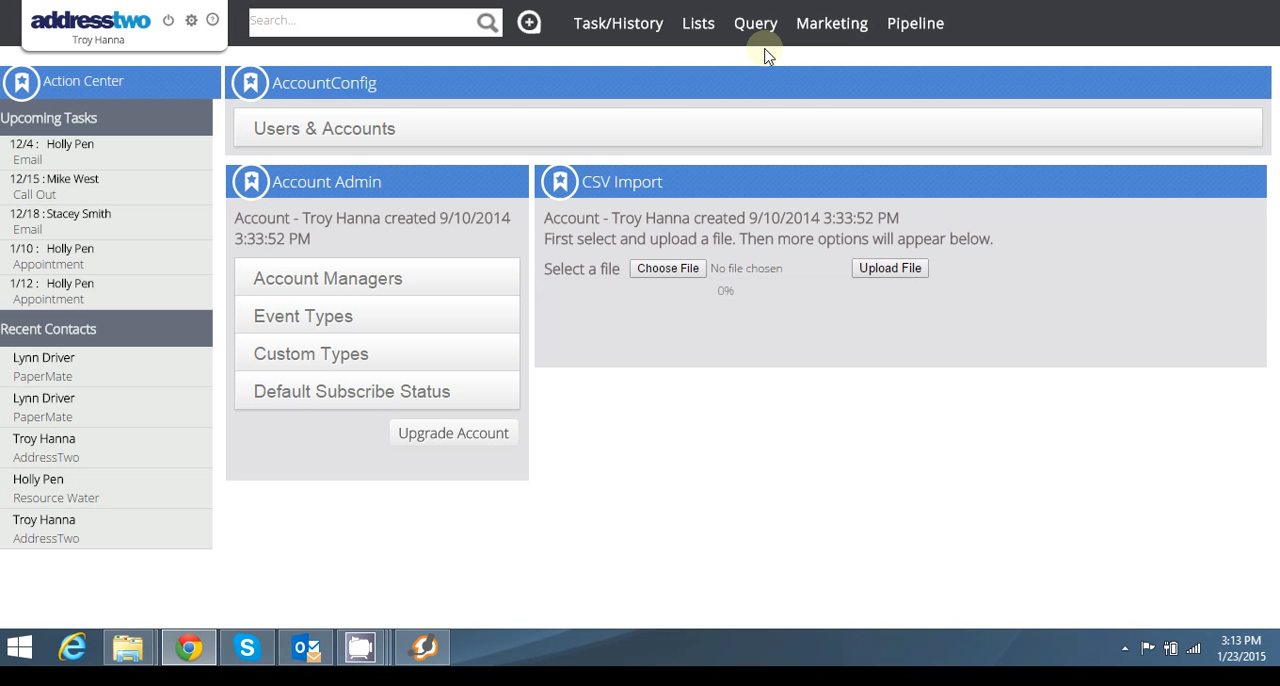 addresstwo
Troy Hanna
Search...
Task/History Lists Query Marketing Pipeline
Action Center
Upcoming Tasks
12/4 : Holly Pen
Email
12/15 : Mike West
Call Out
12/18 : Stacey Smith
Email
1/10 : Holly Pen
Appointment
1/12 : Holly Pen
Appointment
Recent Contacts
Lynn Driver
PaperMate
Lynn Driver
PaperMate
Troy Hanna
AddressTwo
Holly Pen
Resource Water
Troy Hanna
AddressTwo
AccountConfig
Users & Accounts
Account Admin
Account - Troy Hanna created 9/10/2014
3:33:52 PM
Account Managers
Event Types
Custom Types
Default Subscribe Status
Upgrade Account
CSV Import
Account - Troy Hanna created 9/10/2014 3:33:52 PM
First select and upload a file. Then more options will appear below.
Select a file Choose File No file chosen Upload File
0%
3:13 PM
1/23/2015